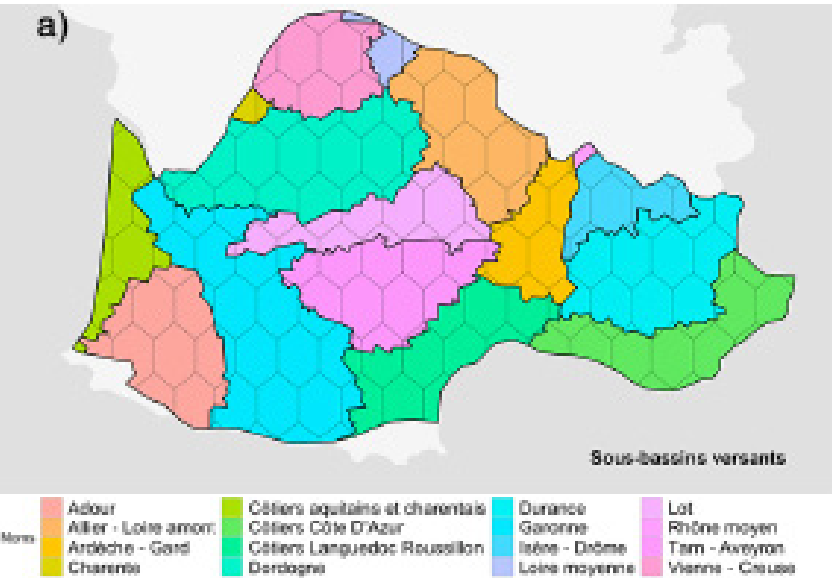 a)
Sous-bassins versants
Noms
Adour
Allier - Loire amont
Ardèche - Gard
Charente
Côtiers aquitains et charentais
Côtiers Côte D'Azur
Côtiers Languedoc Roussillon
Dordogne
Durance
Garonne
Isère - Drôme
Loire moyenne
Lot
Rhône moyen
Tarn - Aveyron
Vienne - Creuse